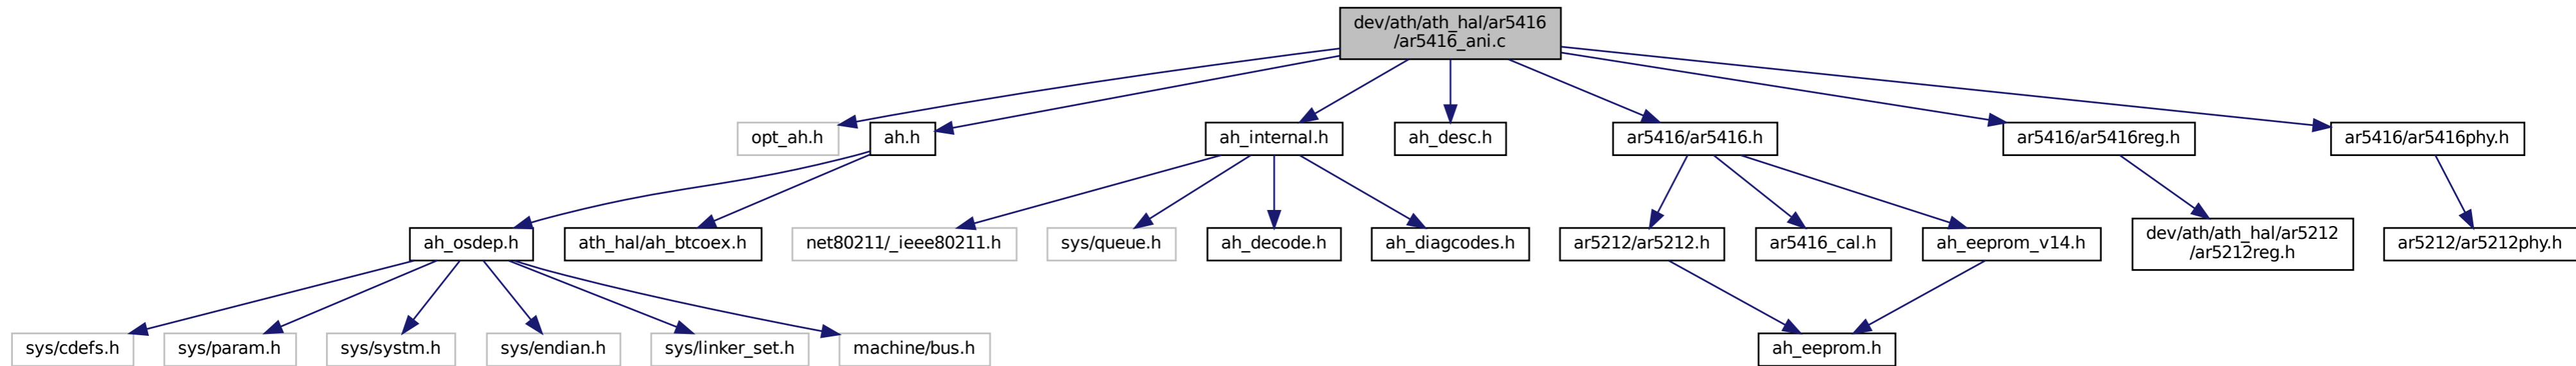 dev/ath/ath_hal/ar5416
/ar5416_ani.c
opt_ah.h
ah.h
ah_internal.h
ah_desc.h
ar5416/ar5416.h
ar5416/ar5416reg.h
ar5416/ar5416phy.h
ah_osdep.h
ath_hal/ah_btcoex.h
net80211/_ieee80211.h
sys/queue.h
ah_decode.h
ah_diagcodes.h
ar5212/ar5212.h
ar5416_cal.h
ah_eeprom_v14.h
dev/ath/ath_hal/ar5212
/ar5212reg.h
ar5212/ar5212phy.h
sys/cdefs.h
sys/param.h
sys/systm.h
sys/endian.h
sys/linker_set.h
machine/bus.h
ah_eeprom.h